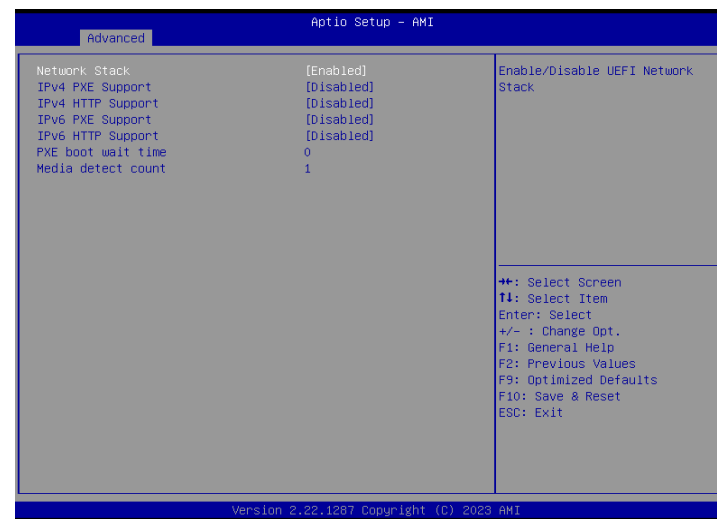 Aptio Setup – AMI
Advanced
Network Stack [Enabled]
IPv4 PXE Support [Disabled]
IPv4 HTTP Support [Disabled]
IPv6 PXE Support [Disabled]
IPv6 HTTP Support [Disabled]
PXE boot wait time 0
Media detect count 1
Enable/Disable UEFI Network
Stack
→←: Select Screen
↑↓: Select Item
Enter: Select
+/- : Change Opt.
F1: General Help
F2: Previous Values
F9: Optimized Defaults
F10: Save & Reset
ESC: Exit
Version 2.22.1287 Copyright (C) 2023 AMI